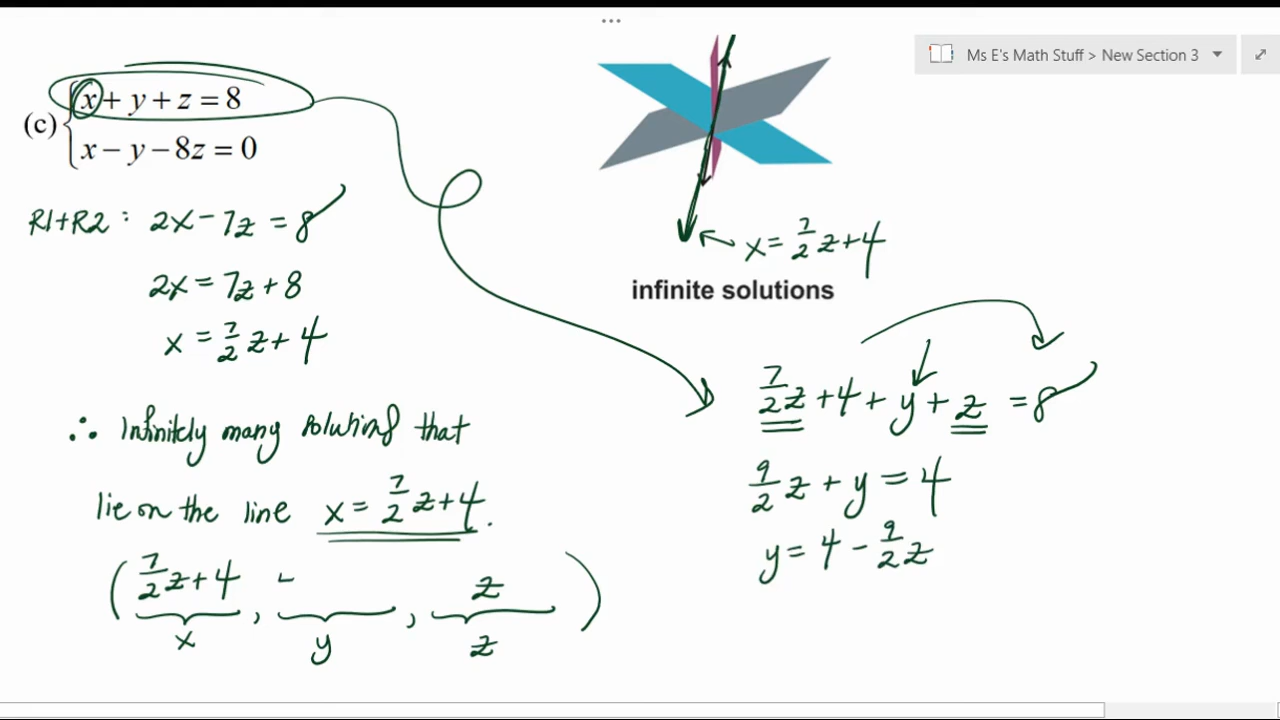 ...
Ms E's Math Stuff > New Section 3
(c) { x + y + z = 8
x − y − 8z = 0
R1+R2 : 2x − 7z = 8
2x = 7z + 8
x = 7/2 z + 4
∴ Infinitely many solutions that
lie on the line x = 7/2 z + 4.
( 7/2 z + 4 , , z )
x y z
x = 7/2 z + 4
infinite solutions
7/2 z + 4 + y + z = 8
9/2 z + y = 4
y = 4 − 9/2 z